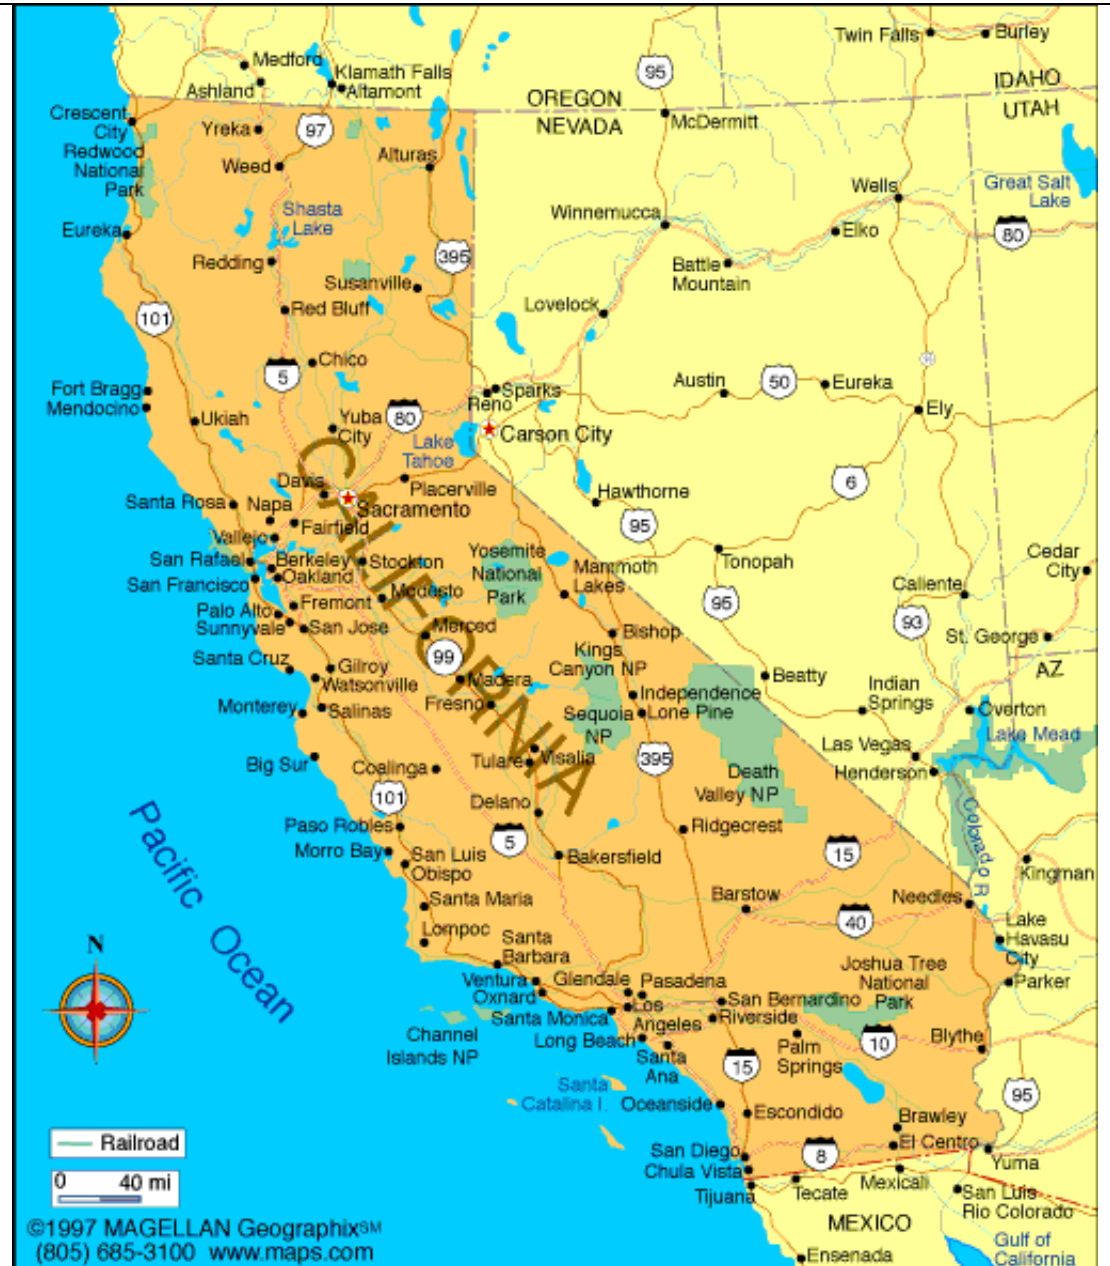 Medford
Klamath Falls
Ashland
Altamont
95
Twin Falls
Burley
IDAHO
UTAH
OREGON
NEVADA
McDermitt
Crescent
City
Redwood
National
Park
Yreka
97
Weed
Alturas
Great Salt
Lake
Wells
Shasta
Lake
Winnemucca
Eureka
Elko
80
Redding
395
Battle
Mountain
Susanville
Lovelock
Red Bluff
101
Chico
5
Fort Bragg
Mendocino
Sparks
Reno
Austin
50
Eureka
Ukiah
Yuba
City
80
Ely
Carson City
Lake
Tahoe
CALIFORNIA
Davis
Placerville
Hawthorne
6
Santa Rosa
Napa
Sacramento
Fairfield
95
Vallejo
San Rafael
Berkeley
Stockton
Yosemite
National
Park
Mammoth
Lakes
Tonopah
Cedar
City
San Francisco
Oakland
Modesto
Caliente
Palo Alto
Fremont
95
93
Sunnyvale
San Jose
Merced
Bishop
St. George
Santa Cruz
Gilroy
99
Kings
Canyon NP
AZ
Watsonville
Madera
Beatty
Indian
Springs
Monterey
Salinas
Fresno
Sequoia
NP
Independence
Lone Pine
Overton
Lake Mead
Big Sur
Coalinga
Tulare
Visalia
395
Las Vegas
Henderson
Death
Valley NP
101
Delano
Colorado R.
Pacific Ocean
Paso Robles
5
Ridgecrest
15
Morro Bay
San Luis
Obispo
Bakersfield
Kingman
Santa Maria
Barstow
Needles
40
Lompoc
Lake
Havasu
City
N
Santa
Barbara
Joshua Tree
National
Park
Ventura
Glendale
Pasadena
Parker
Oxnard
Los
Angeles
San Bernardino
Santa Monica
Riverside
Channel
Islands NP
Long Beach
Santa
Ana
Palm
Springs
10
Blythe
15
Santa
Catalina I.
Oceanside
Escondido
95
Brawley
Railroad
San Diego
8
El Centro
Yuma
Chula Vista
0 40 mi
Tijuana
Tecate
Mexicali
San Luis
Rio Colorado
MEXICO
©1997 MAGELLAN Geographix℠
(805) 685-3100 www.maps.com
Ensenada
Gulf of
California